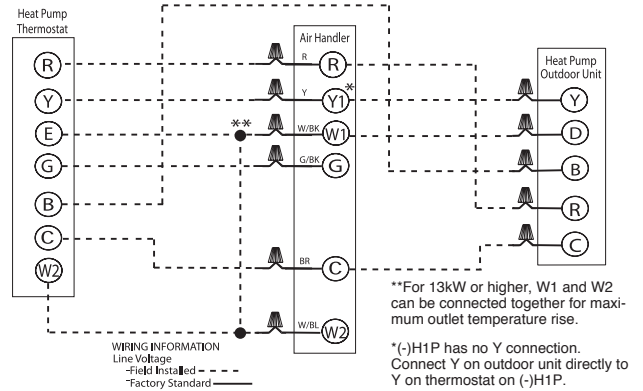 Heat Pump
Thermostat
R
Y
E
G
B
C
W2
**
Air Handler
R
R
Y
Y1
*
W/BK
W1
G/BK
G
BR
C
W/BL
W2
Heat Pump
Outdoor Unit
Y
D
B
R
C
WIRING INFORMATION
Line Voltage
-Field Installed
-Factory Standard
**For 13kW or higher, W1 and W2
can be connected together for maxi-
mum outlet temperature rise.
*(-)H1P has no Y connection.
Connect Y on outdoor unit directly to
Y on thermostat on (-)H1P.